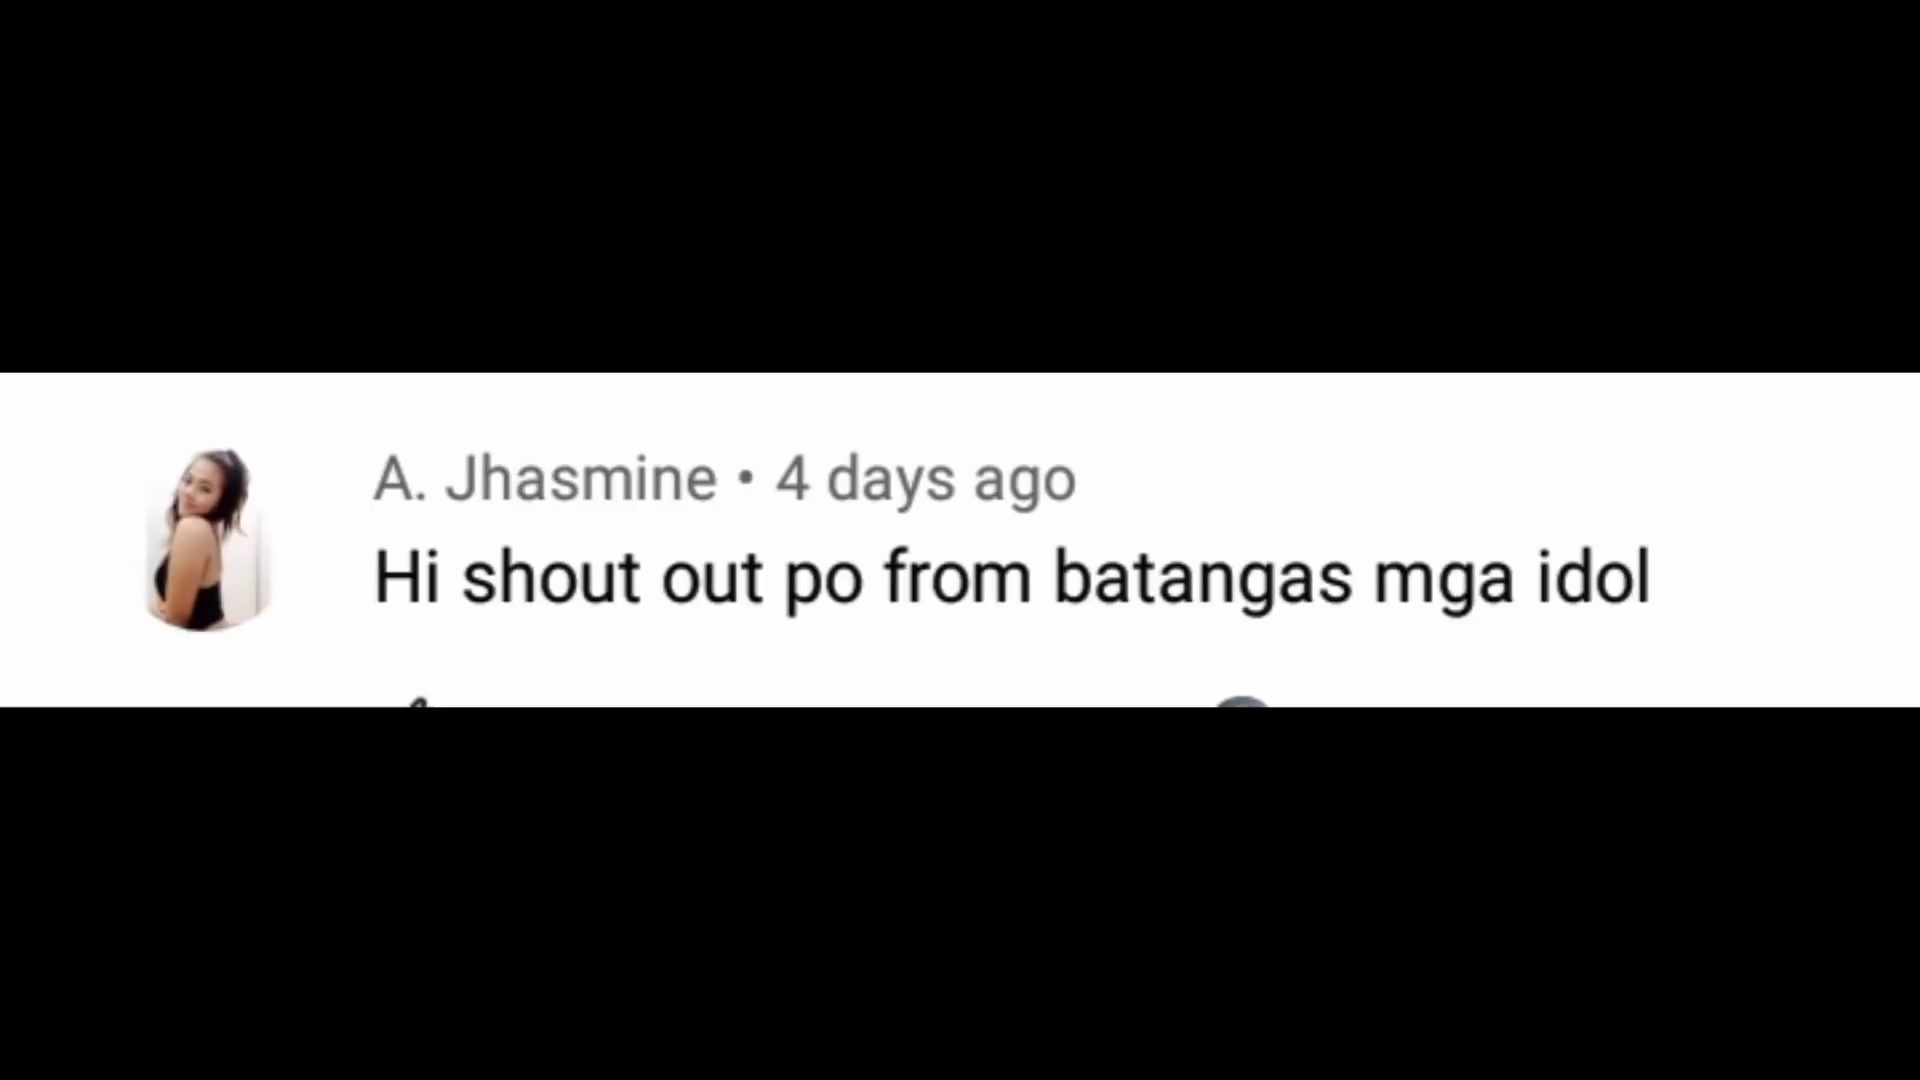 A. Jhasmine • 4 days ago
Hi shout out po from batangas mga idol